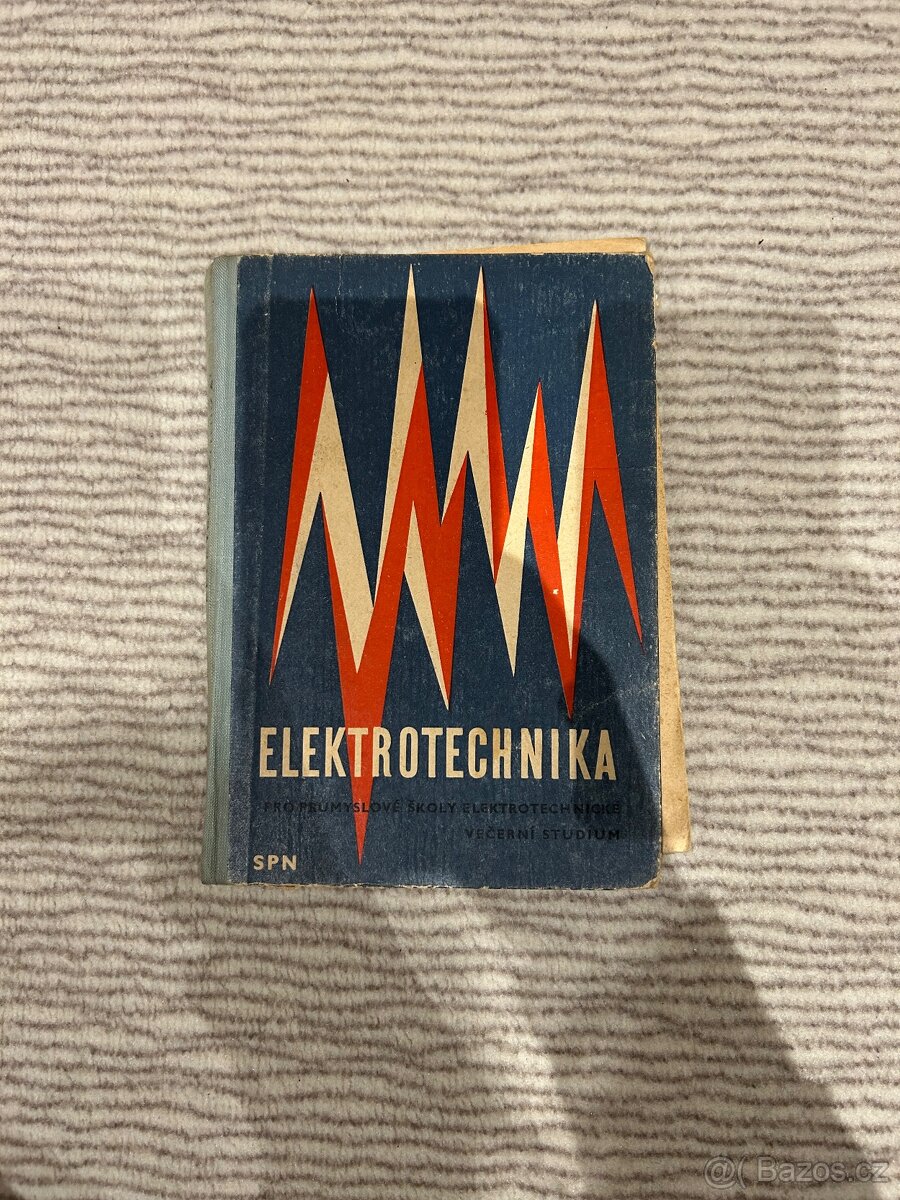 ELEKTROTECHNIKA
PRO PRŮMYSLOVÉ ŠKOLY ELEKTROTECHNICKÉ
VEČERNÍ STUDIUM
SPN
@( Bazos.cz